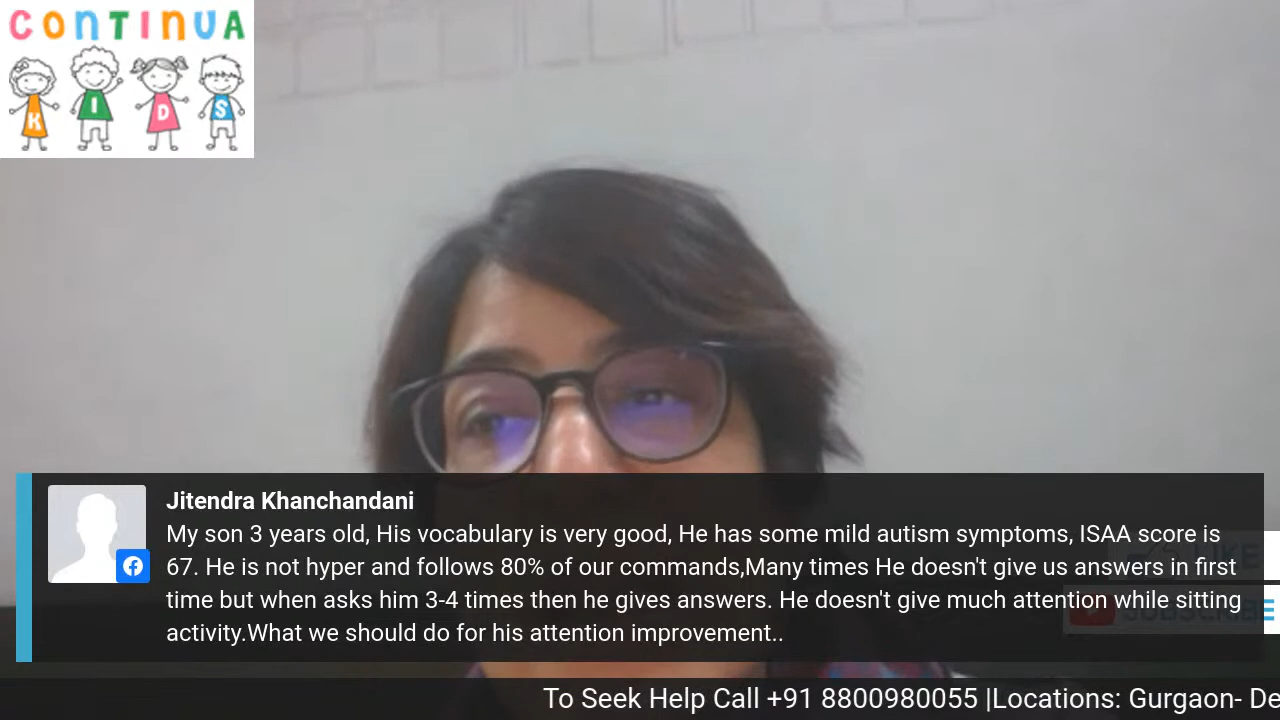 CONTINUA
K I D S
Jitendra Khanchandani
My son 3 years old, His vocabulary is very good, He has some mild autism symptoms, ISAA score is
67. He is not hyper and follows 80% of our commands,Many times He doesn't give us answers in first
time but when asks him 3-4 times then he gives answers. He doesn't give much attention while sitting
activity.What we should do for his attention improvement..
LIKE
SUBSCRIBE
To Seek Help Call +91 8800980055 |Locations: Gurgaon- De